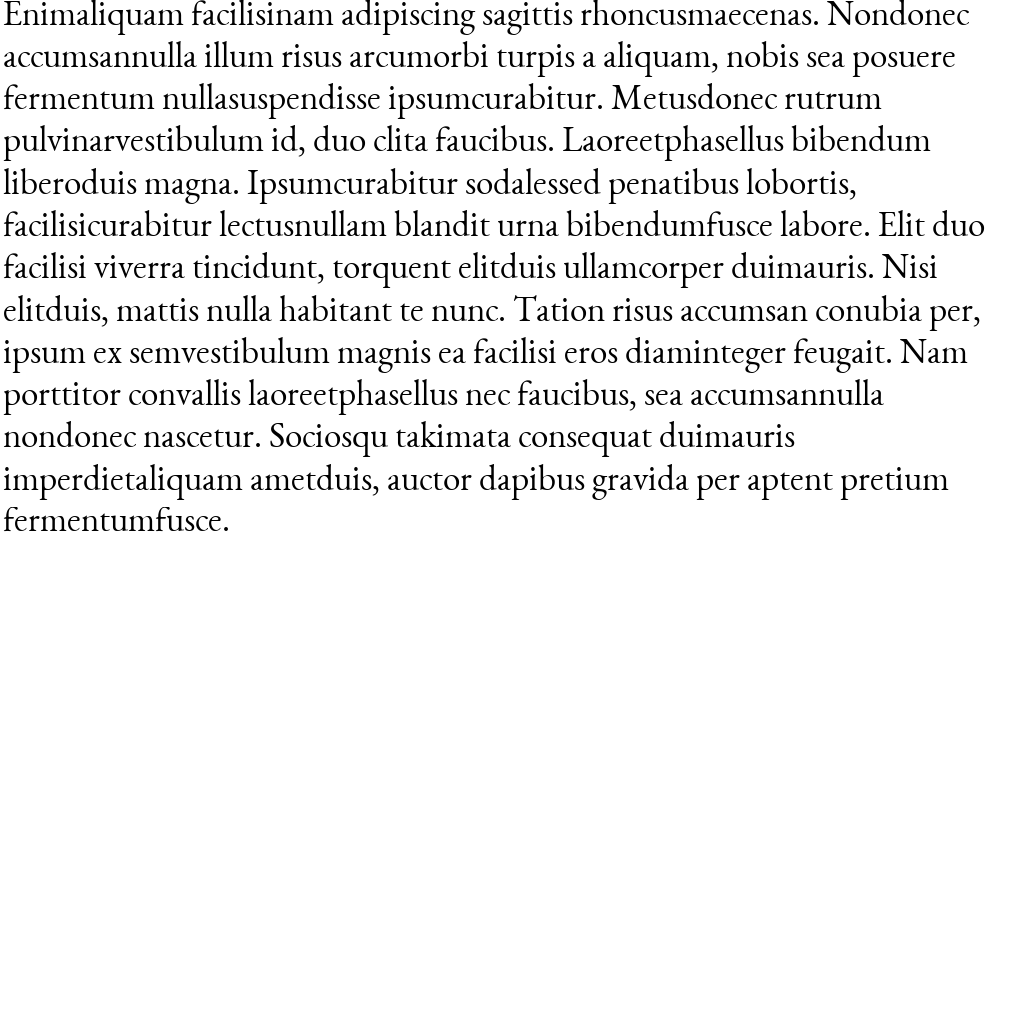 Enimaliquam facilisinam adipiscing sagittis rhoncusmaecenas. Nondonec
accumsannulla illum risus arcumorbi turpis a aliquam, nobis sea posuere
fermentum nullasuspendisse ipsumcurabitur. Metusdonec rutrum
pulvinarvestibulum id, duo clita faucibus. Laoreetphasellus bibendum
liberoduis magna. Ipsumcurabitur sodalessed penatibus lobortis,
facilisicurabitur lectusnullam blandit urna bibendumfusce labore. Elit duo
facilisi viverra tincidunt, torquent elitduis ullamcorper duimauris. Nisi
elitduis, mattis nulla habitant te nunc. Tation risus accumsan conubia per,
ipsum ex semvestibulum magnis ea facilisi eros diaminteger feugait. Nam
porttitor convallis laoreetphasellus nec faucibus, sea accumsannulla
nondonec nascetur. Sociosqu takimata consequat duimauris
imperdietaliquam ametduis, auctor dapibus gravida per aptent pretium
fermentumfusce.